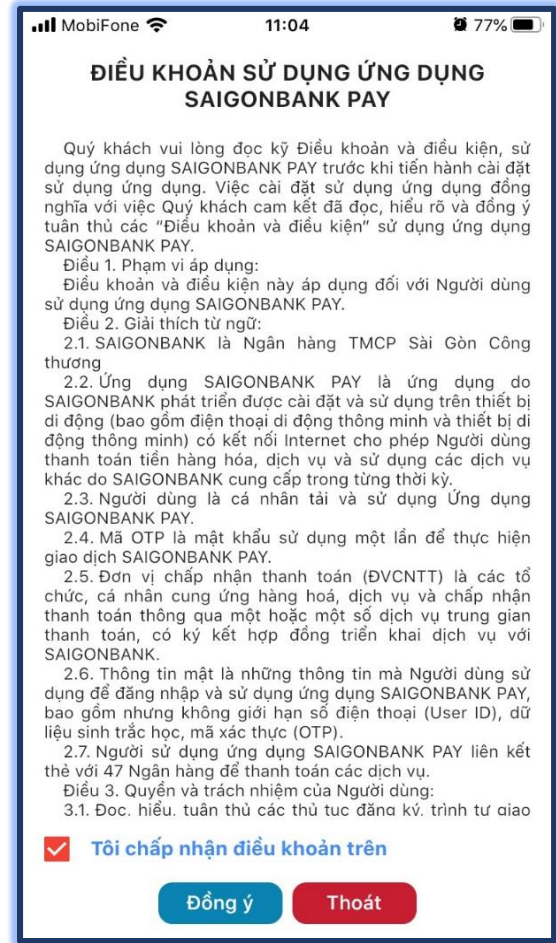 MobiFone 11:04 77%
ĐIỀU KHOẢN SỬ DỤNG ỨNG DỤNG
SAIGONBANK PAY
Quý khách vui lòng đọc kỹ Điều khoản và điều kiện, sử
dụng ứng dụng SAIGONBANK PAY trước khi tiến hành cài đặt
sử dụng ứng dụng. Việc cài đặt sử dụng ứng dụng đồng
nghĩa với việc Quý khách cam kết đã đọc, hiểu rõ và đồng ý
tuân thủ các “Điều khoản và điều kiện” sử dụng ứng dụng
SAIGONBANK PAY.
Điều 1. Phạm vi áp dụng:
Điều khoản và điều kiện này áp dụng đối với Người dùng
sử dụng ứng dụng SAIGONBANK PAY.
Điều 2. Giải thích từ ngữ:
2.1. SAIGONBANK là Ngân hàng TMCP Sài Gòn Công
thương
2.2. Ứng dụng SAIGONBANK PAY là ứng dụng do
SAIGONBANK phát triển được cài đặt và sử dụng trên thiết bị
di động (bao gồm điện thoại di động thông minh và thiết bị di
động thông minh) có kết nối Internet cho phép Người dùng
thanh toán tiền hàng hóa, dịch vụ và sử dụng các dịch vụ
khác do SAIGONBANK cung cấp trong từng thời kỳ.
2.3. Người dùng là cá nhân tải và sử dụng Ứng dụng
SAIGONBANK PAY.
2.4. Mã OTP là mật khẩu sử dụng một lần để thực hiện
giao dịch SAIGONBANK PAY.
2.5. Đơn vị chấp nhận thanh toán (ĐVCNTT) là các tổ
chức, cá nhân cung ứng hàng hoá, dịch vụ và chấp nhận
thanh toán thông qua một hoặc một số dịch vụ trung gian
thanh toán, có ký kết hợp đồng triển khai dịch vụ với
SAIGONBANK.
2.6. Thông tin mật là những thông tin mà Người dùng sử
dụng để đăng nhập và sử dụng ứng dụng SAIGONBANK PAY,
bao gồm nhưng không giới hạn số điện thoại (User ID), dữ
liệu sinh trắc học, mã xác thực (OTP).
2.7. Người sử dụng ứng dụng SAIGONBANK PAY liên kết
thẻ với 47 Ngân hàng để thanh toán các dịch vụ.
Điều 3. Quyền và trách nhiệm của Người dùng:
3.1. Đọc, hiểu, tuân thủ các thủ tục đăng ký, trình tự giao
Tôi chấp nhận điều khoản trên
Đồng ý Thoát